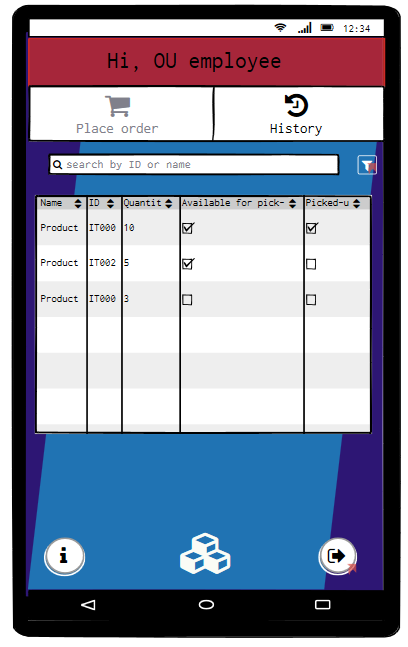 12:34
Hi, OU employee
Place order
History
search by ID or name
Name ID Quantit Available for pick- Picked-u
Product IT000 10
Product IT002 5
Product IT000 3